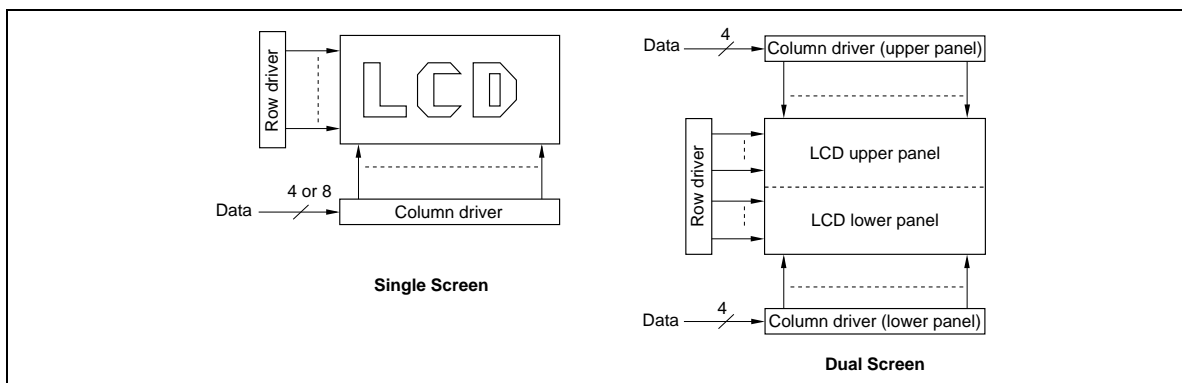 Row driver
LCD
4 or 8
Data
Column driver
Single Screen
4
Data
Column driver (upper panel)
Row driver
LCD upper panel
LCD lower panel
4
Data
Column driver (lower panel)
Dual Screen